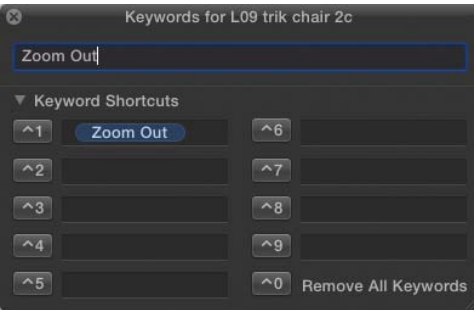 Keywords for L09 trik chair 2c
Zoom Out
Keyword Shortcuts
^1 Zoom Out ^6
^2 ^7
^3 ^8
^4 ^9
^5 ^0 Remove All Keywords